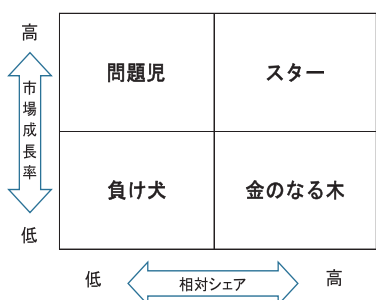 高
市場成長率
低
問題児
スター
負け犬
金のなる木
低
相対シェア
高